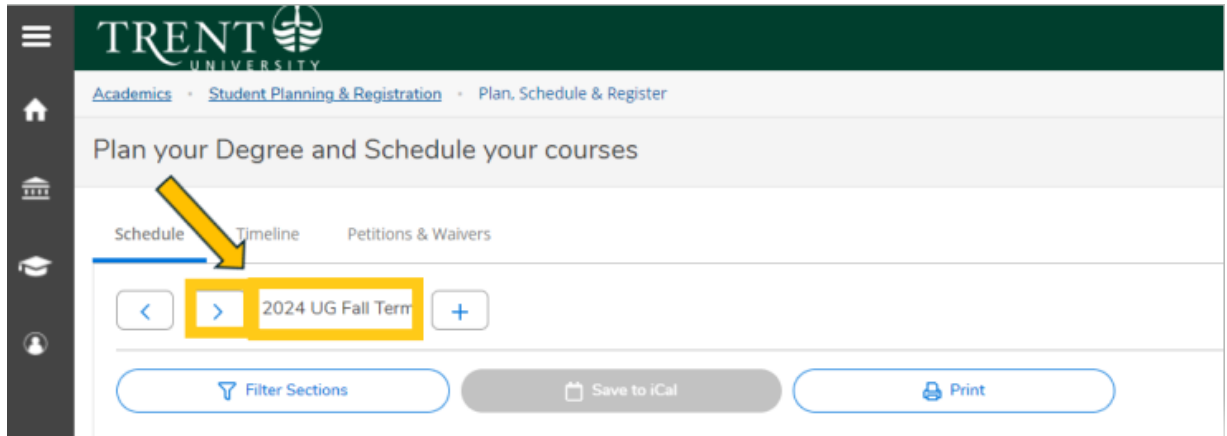 TRENT
UNIVERSITY
Academics · Student Planning & Registration · Plan, Schedule & Register
Plan your Degree and Schedule your courses
Schedule Timeline Petitions & Waivers
< > 2024 UG Fall Term +
Filter Sections Save to iCal Print